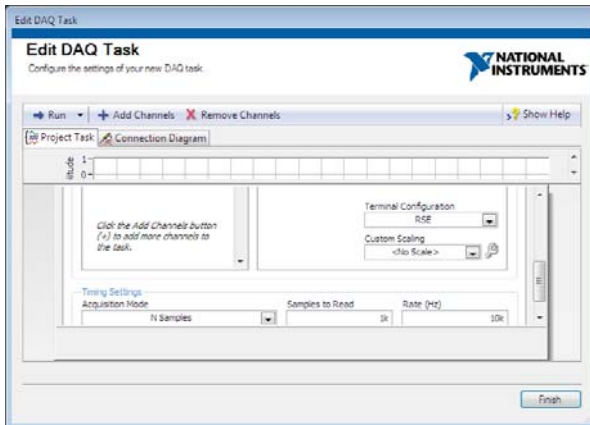 Edit DAQ Task
Edit DAQ Task
Configure the settings of your new DAQ task.
NATIONAL
INSTRUMENTS
Run + Add Channels X Remove Channels Show Help
Project Task Connection Diagram
itude 1-
0-
Click the Add Channels button
(+) to add more channels to
the task.
Terminal Configuration
RSE
Custom Scaling
<No Scale>
Timing Settings
Acquisition Mode Samples to Read Rate (Hz)
N Samples 1k 10k
Finish